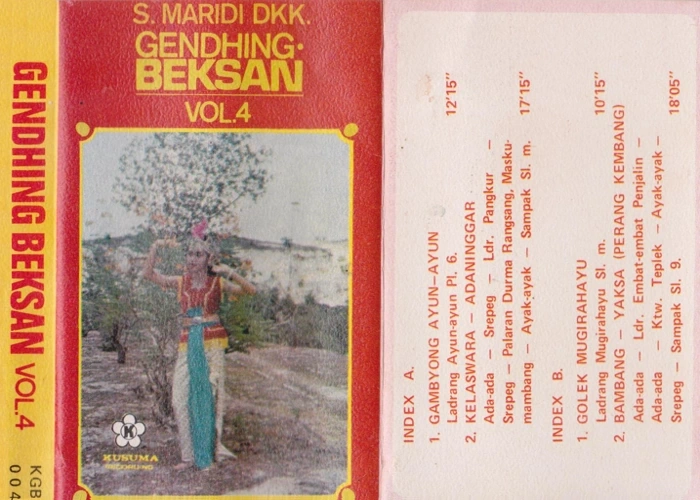 GENDHING BEKSAN VOL. 4
KGB
004
S. MARIDI DKK.
GENDHING·
BEKSAN
VOL.4
K
KUSUMA
RECORDING
INDEX A.
1. GAMBYONG AYUN–AYUN 12'15"
Ladrang Ayun-ayun Pl. 6.
2. KELASWARA – ADANINGGAR 17'15"
Ada-ada – Srepeg – Ldr. Pangkur –
Srepeg – Palaran Durma Rangsang, Masku-
mambang – Ayak-ayak – Sampak Sl. m.
INDEX B.
1. GOLEK MUGIRAHAYU 10'15"
Ladrang Mugirahayu Sl. m.
2. BAMBANG – YAKSA (PERANG KEMBANG) 18'05"
Ada-ada – Ldr. Embat-embat Penjalin –
Ada-ada – Ktw. Teplek – Ayak-ayak –
Srepeg – Sampak Sl. 9.